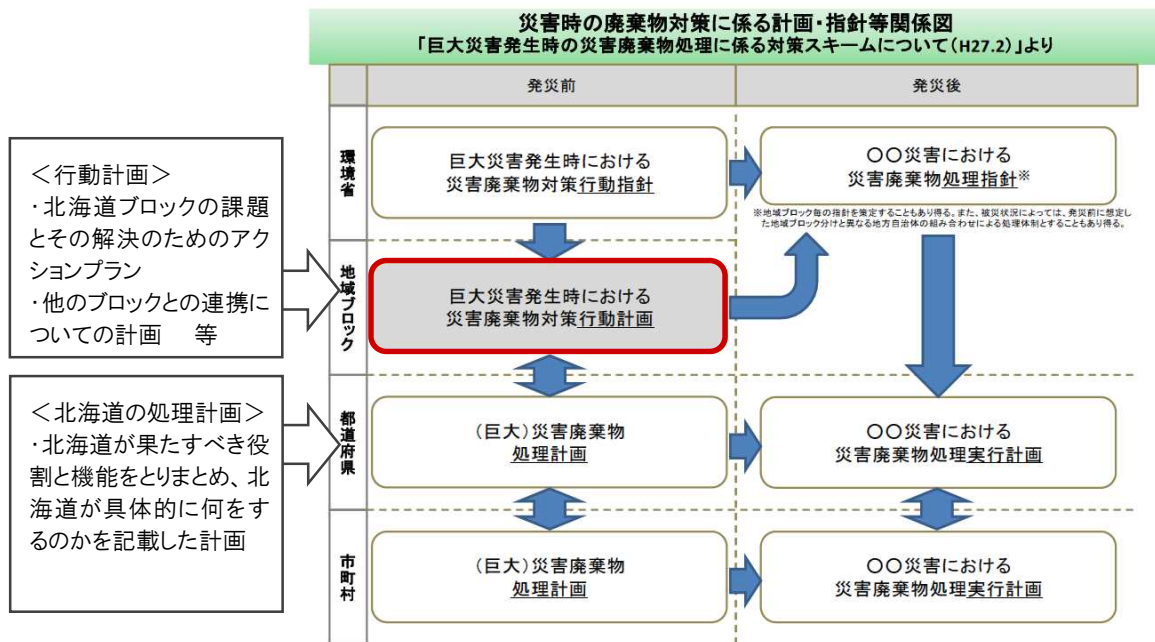 災害時の廃棄物対策に係る計画・指針等関係図
「巨大災害発生時の災害廃棄物処理に係る対策スキームについて(H27.2)」より
発災前
発災後
＜行動計画＞
・北海道ブロックの課題
とその解決のためのアク
ションプラン
・他のブロックとの連携に
ついての計画　等
環境省
巨大災害発生時における
災害廃棄物対策行動指針
〇〇災害における
災害廃棄物処理指針※
※地域ブロック毎の指針を策定することもあり得る。また、被災状況によっては、発災前に想定し
た地域ブロック分けと異なる地方自治体の組み合わせによる処理体制とすることもあり得る。
地域ブロック
巨大災害発生時における
災害廃棄物対策行動計画
＜北海道の処理計画＞
・北海道が果たすべき役
割と機能をとりまとめ、北
海道が具体的に何をす
るのかを記載した計画
都道府県
(巨大)災害廃棄物
処理計画
〇〇災害における
災害廃棄物処理実行計画
市町村
(巨大)災害廃棄物
処理計画
〇〇災害における
災害廃棄物処理実行計画